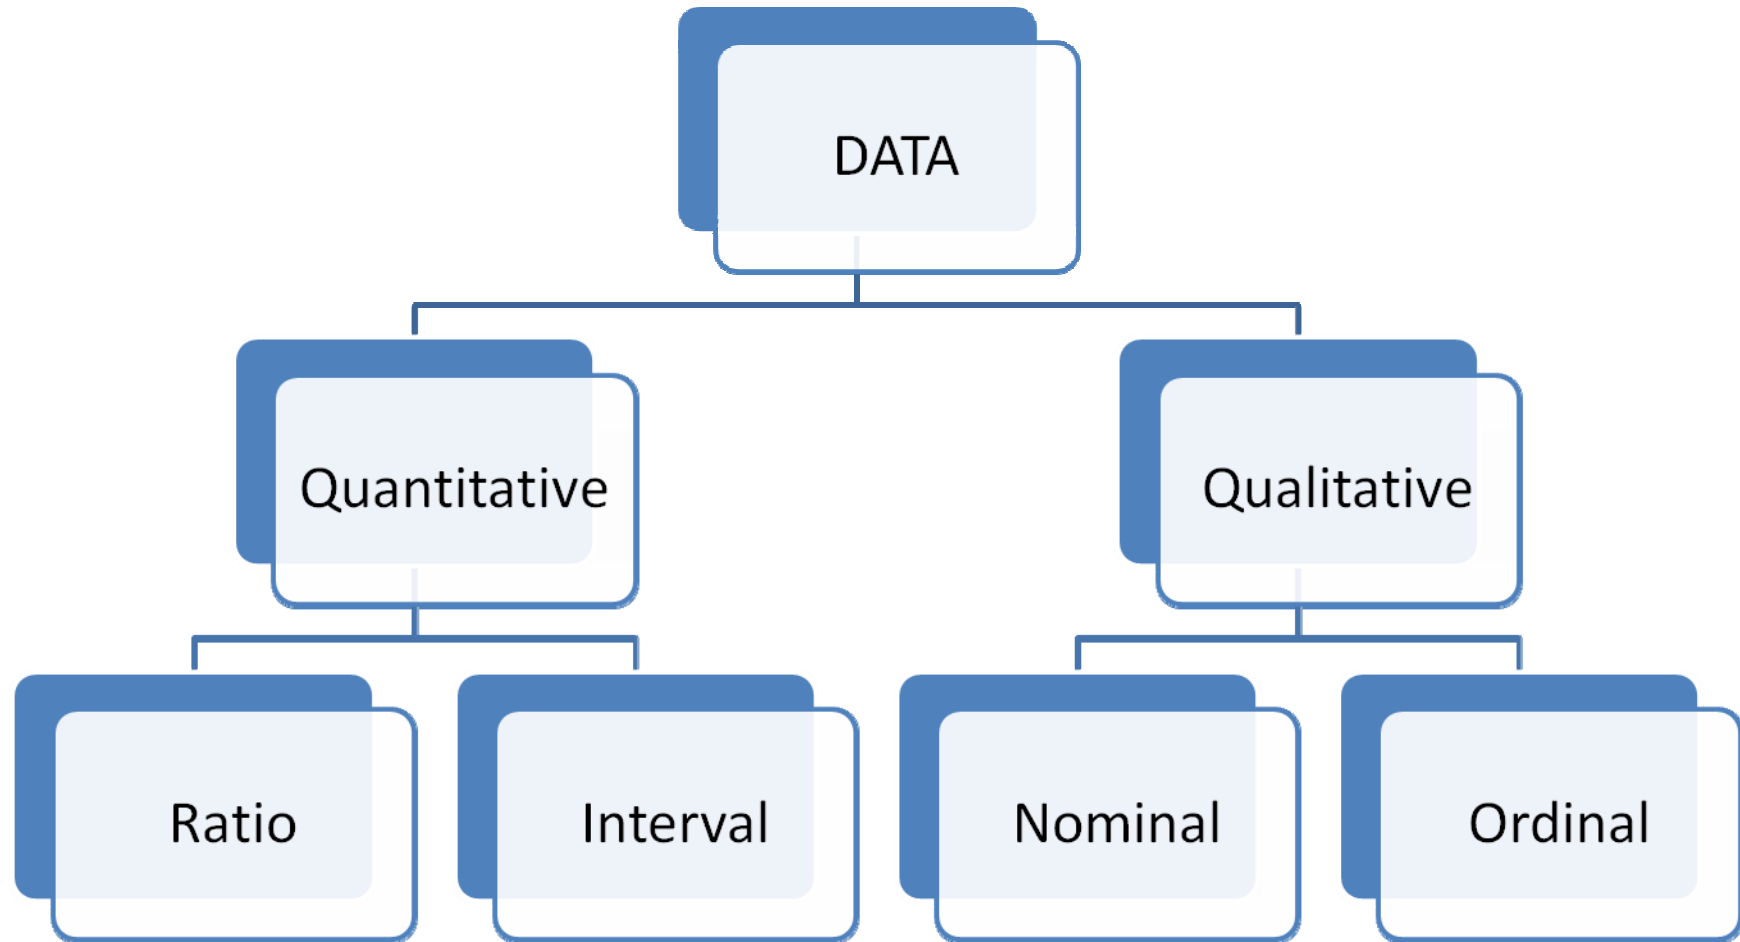 DATA
Quantitative
Qualitative
Ratio
Interval
Nominal
Ordinal